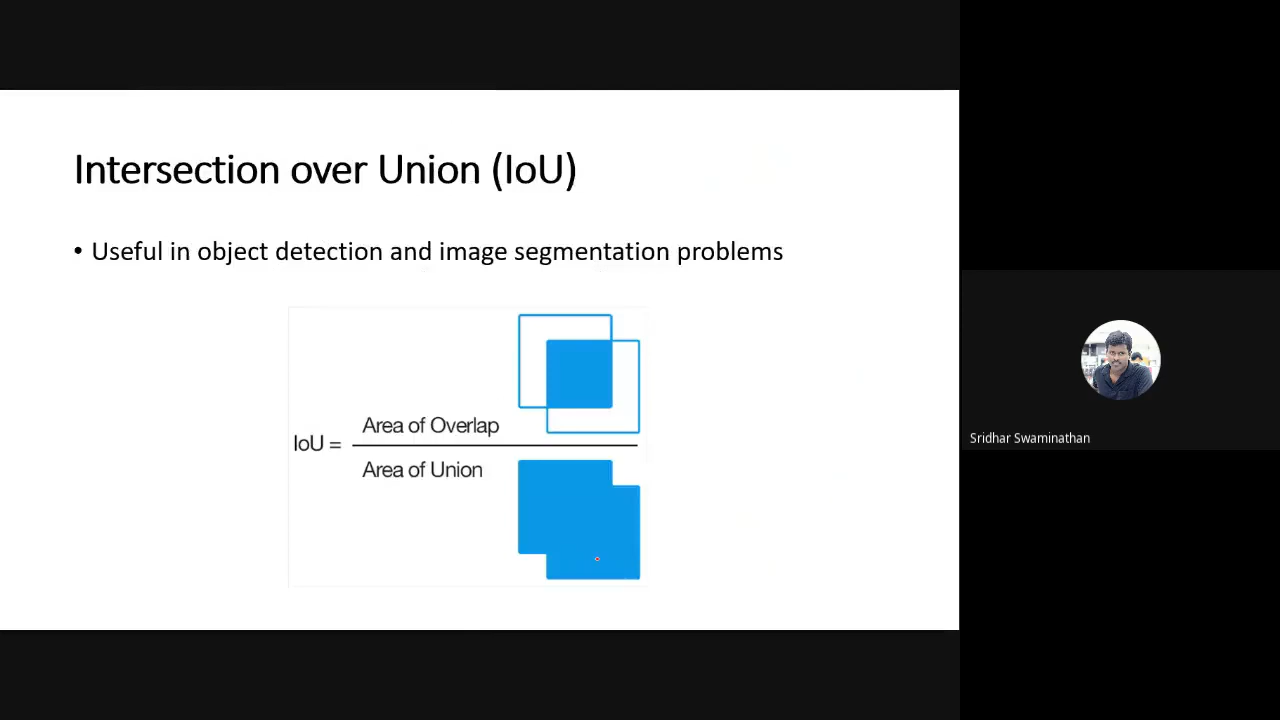 Intersection over Union (IoU)
• Useful in object detection and image segmentation problems
IoU =
Area of Overlap
Area of Union
Sridhar Swaminathan